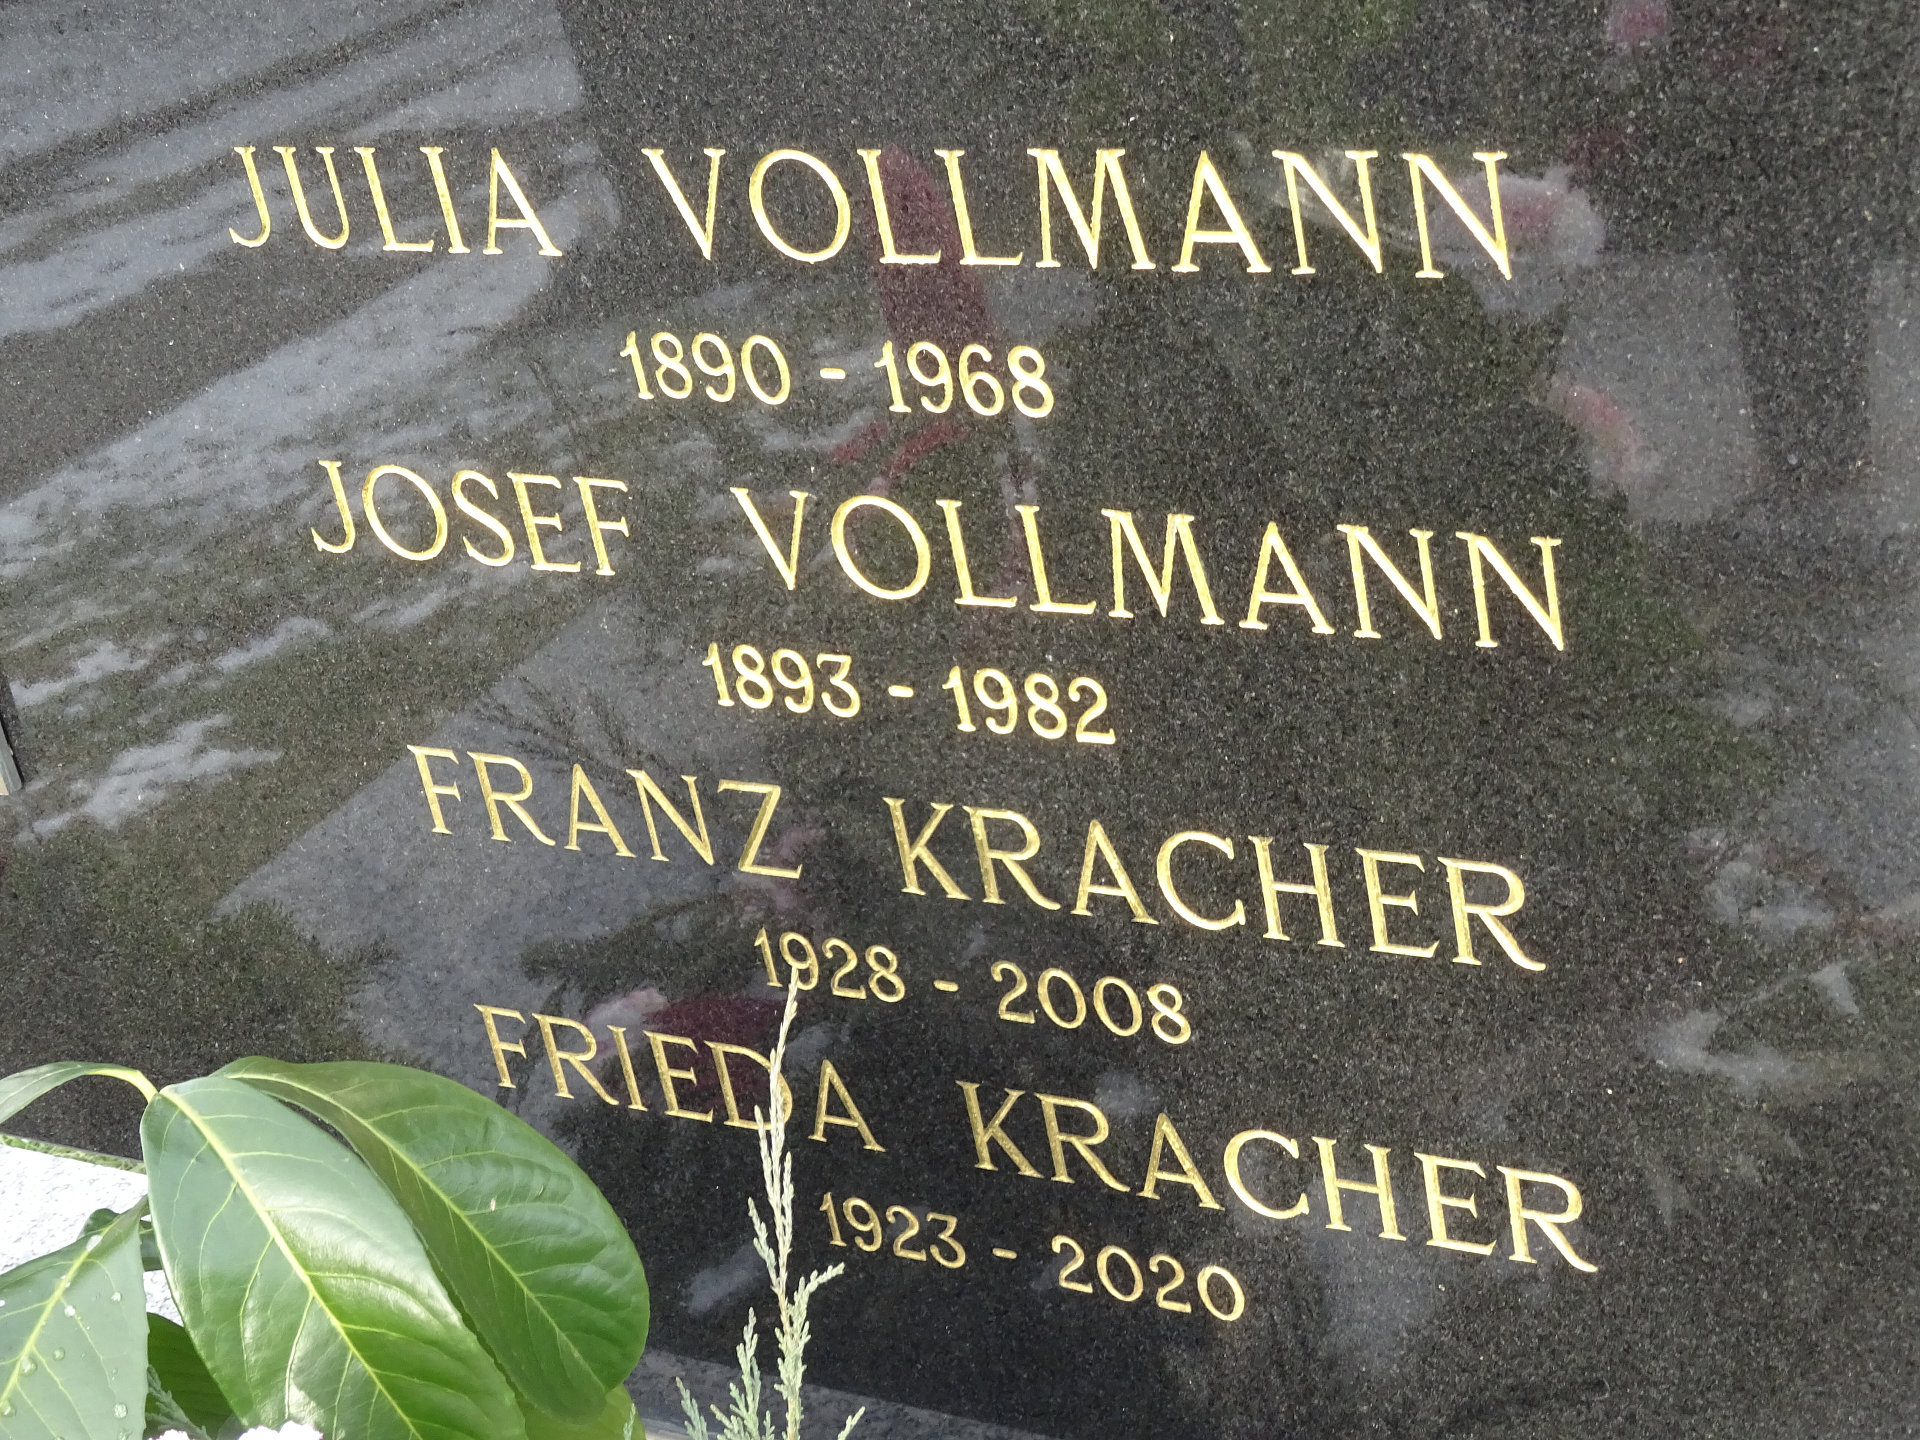 JULIA VOLLMANN
1890 - 1968
JOSEF VOLLMANN
1893 - 1982
FRANZ KRACHER
1928 - 2008
FRIEDA KRACHER
1923 - 2020